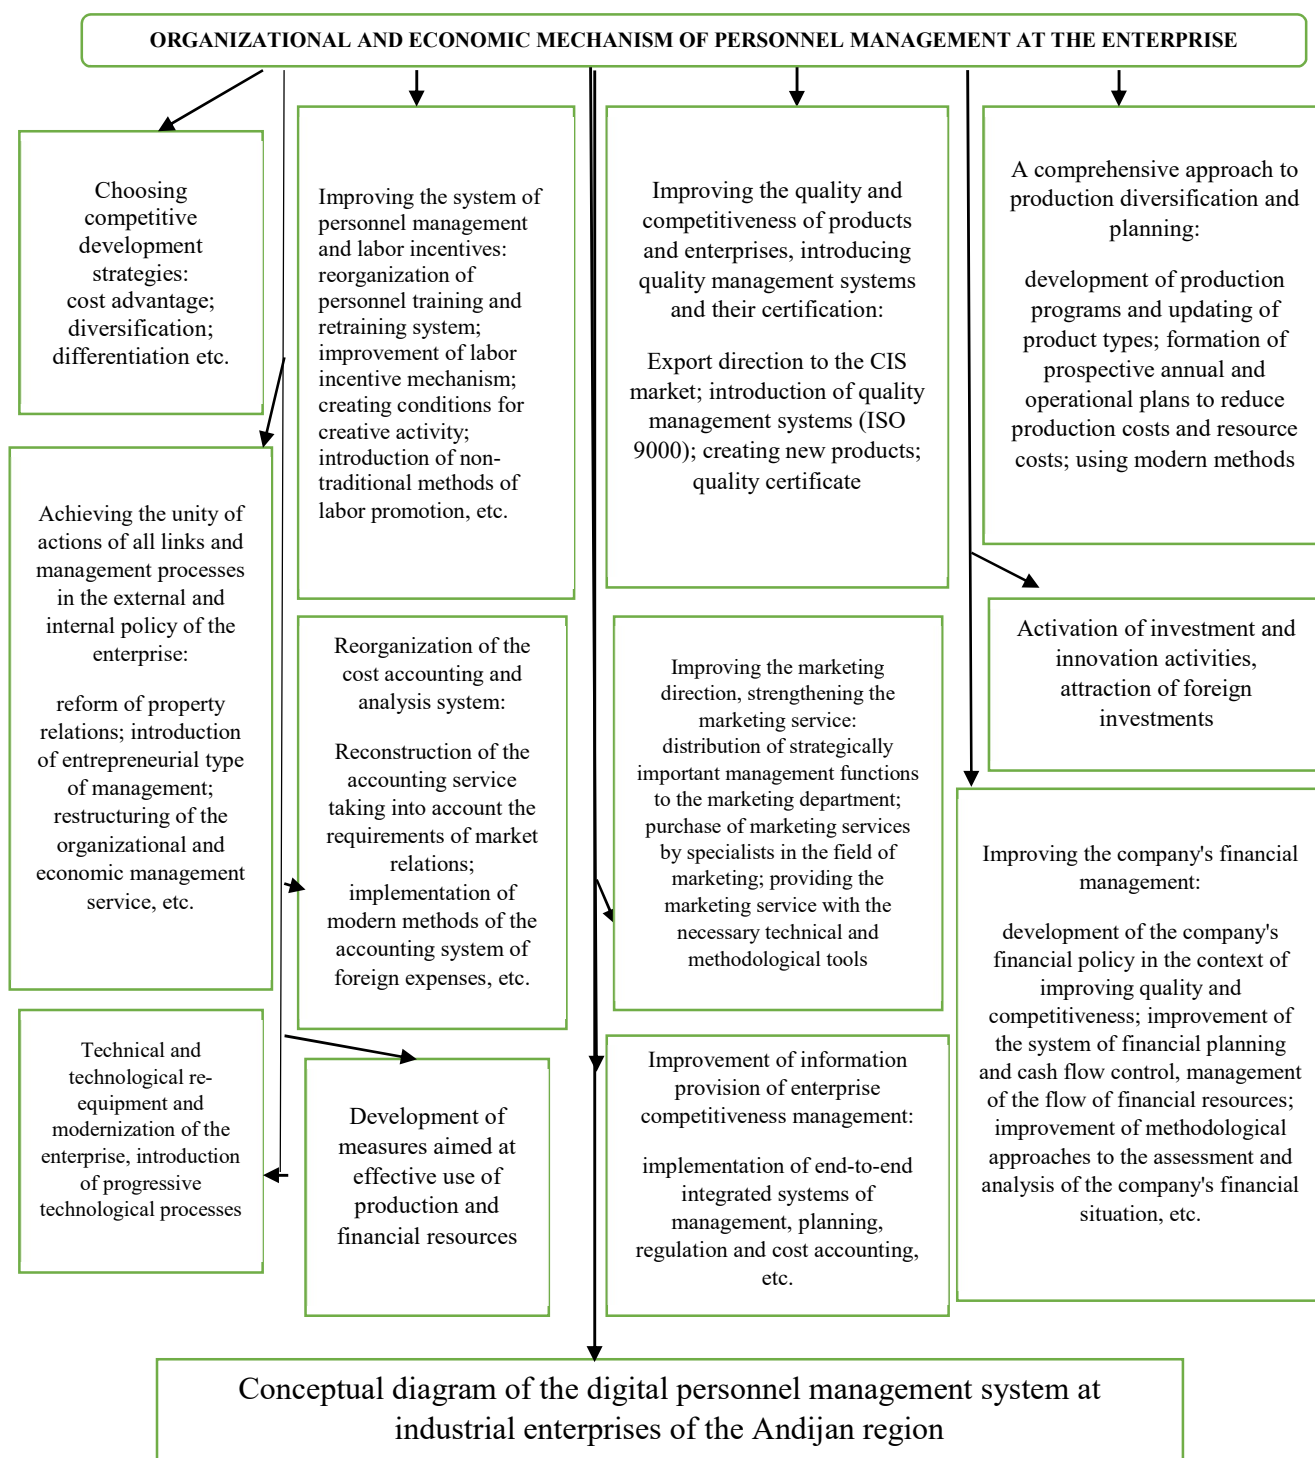 ORGANIZATIONAL AND ECONOMIC MECHANISM OF PERSONNEL MANAGEMENT AT THE ENTERPRISE
Choosing
competitive
development
strategies:
cost advantage;
diversification;
differentiation etc.
Improving the system of
personnel management
and labor incentives:
reorganization of
personnel training and
retraining system;
improvement of labor
incentive mechanism;
creating conditions for
creative activity;
introduction of non-
traditional methods of
labor promotion, etc.
Improving the quality and
competitiveness of products
and enterprises, introducing
quality management systems
and their certification:
Export direction to the CIS
market; introduction of quality
management systems (ISO
9000); creating new products;
quality certificate
A comprehensive approach to
production diversification and
planning:
development of production
programs and updating of
product types; formation of
prospective annual and
operational plans to reduce
production costs and resource
costs; using modern methods
Achieving the unity of
actions of all links and
management processes
in the external and
internal policy of the
enterprise:
reform of property
relations; introduction
of entrepreneurial type
of management;
restructuring of the
organizational and
economic management
service, etc.
Reorganization of the
cost accounting and
analysis system:
Reconstruction of the
accounting service
taking into account the
requirements of market
relations;
implementation of
modern methods of the
accounting system of
foreign expenses, etc.
Improving the marketing
direction, strengthening the
marketing service:
distribution of strategically
important management functions
to the marketing department;
purchase of marketing services
by specialists in the field of
marketing; providing the
marketing service with the
necessary technical and
methodological tools
Activation of investment and
innovation activities,
attraction of foreign
investments
Improving the company's financial
management:
development of the company's
financial policy in the context of
improving quality and
competitiveness; improvement of
the system of financial planning
and cash flow control, management
of the flow of financial resources;
improvement of methodological
approaches to the assessment and
analysis of the company's financial
situation, etc.
Technical and
technological re-
equipment and
modernization of the
enterprise, introduction
of progressive
technological processes
Development of
measures aimed at
effective use of
production and
financial resources
Improvement of information
provision of enterprise
competitiveness management:
implementation of end-to-end
integrated systems of
management, planning,
regulation and cost accounting,
etc.
Conceptual diagram of the digital personnel management system at
industrial enterprises of the Andijan region